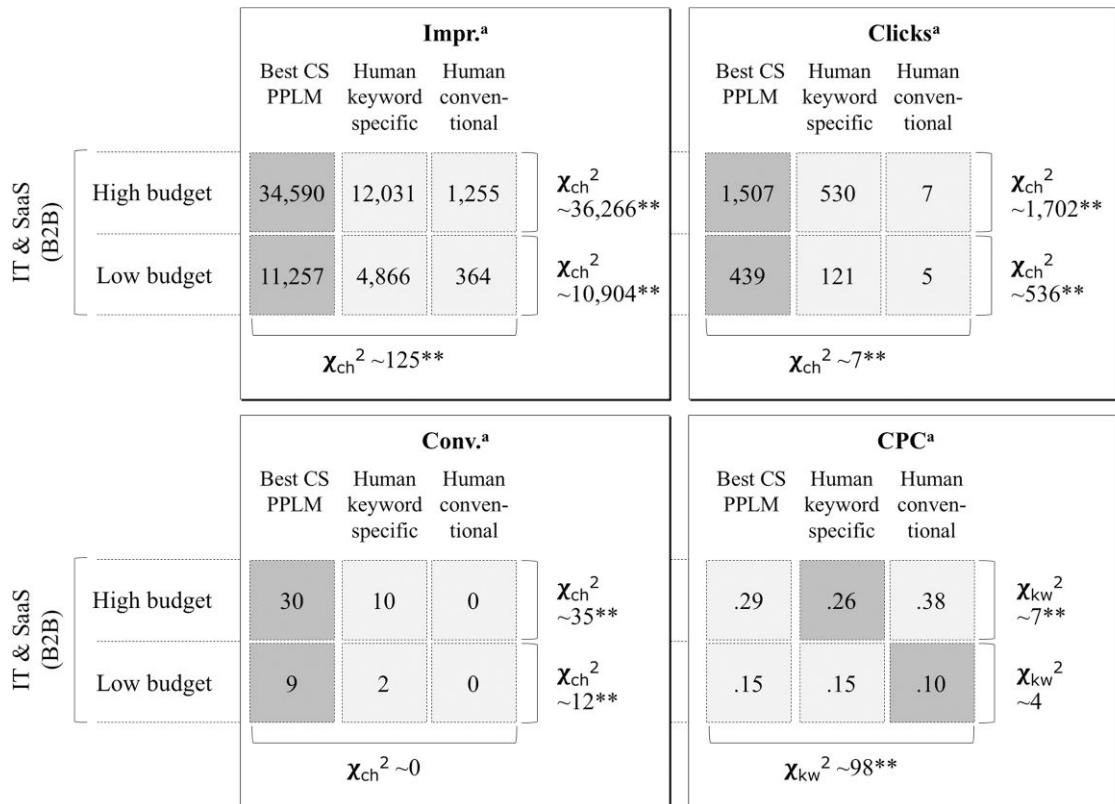 Impr.ᵃ
Best CS
PPLM
Human
keyword
specific
Human
conven-
tional
IT & SaaS
(B2B)
High budget
34,590
12,031
1,255
χch²
~36,266**
Low budget
11,257
4,866
364
χch²
~10,904**
χch² ~125**
Clicksᵃ
Best CS
PPLM
Human
keyword
specific
Human
conven-
tional
1,507
530
7
χch²
~1,702**
439
121
5
χch²
~536**
χch² ~7**
Conv.ᵃ
Best CS
PPLM
Human
keyword
specific
Human
conven-
tional
IT & SaaS
(B2B)
High budget
30
10
0
χch²
~35**
Low budget
9
2
0
χch²
~12**
χch² ~0
CPCᵃ
Best CS
PPLM
Human
keyword
specific
Human
conven-
tional
.29
.26
.38
χkw²
~7**
.15
.15
.10
χkw²
~4
χkw² ~98**